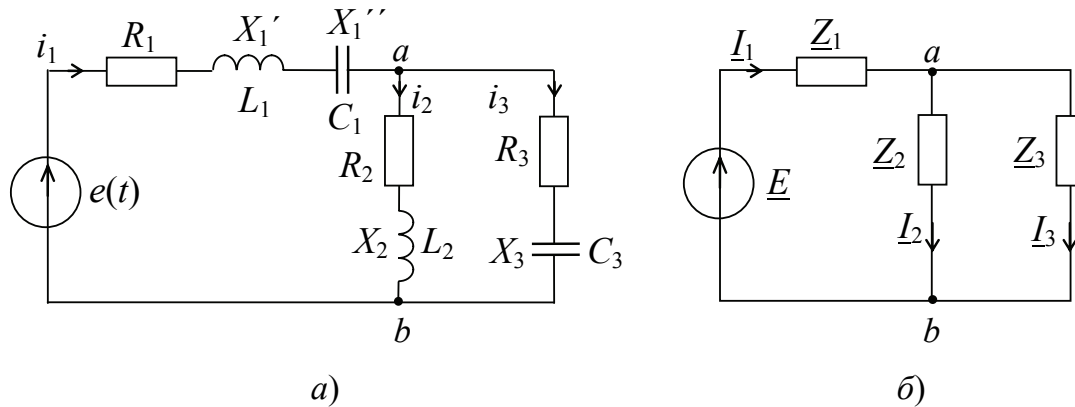 X₁′ X₁′′
i₁ R₁ a I₁ Z₁ a
L₁ C₁ i₂ i₃
R₂ R₃ Z₂ Z₃
e(t) E
X₂ L₂ X₃ C₃ I₂ I₃
b b
а) б)